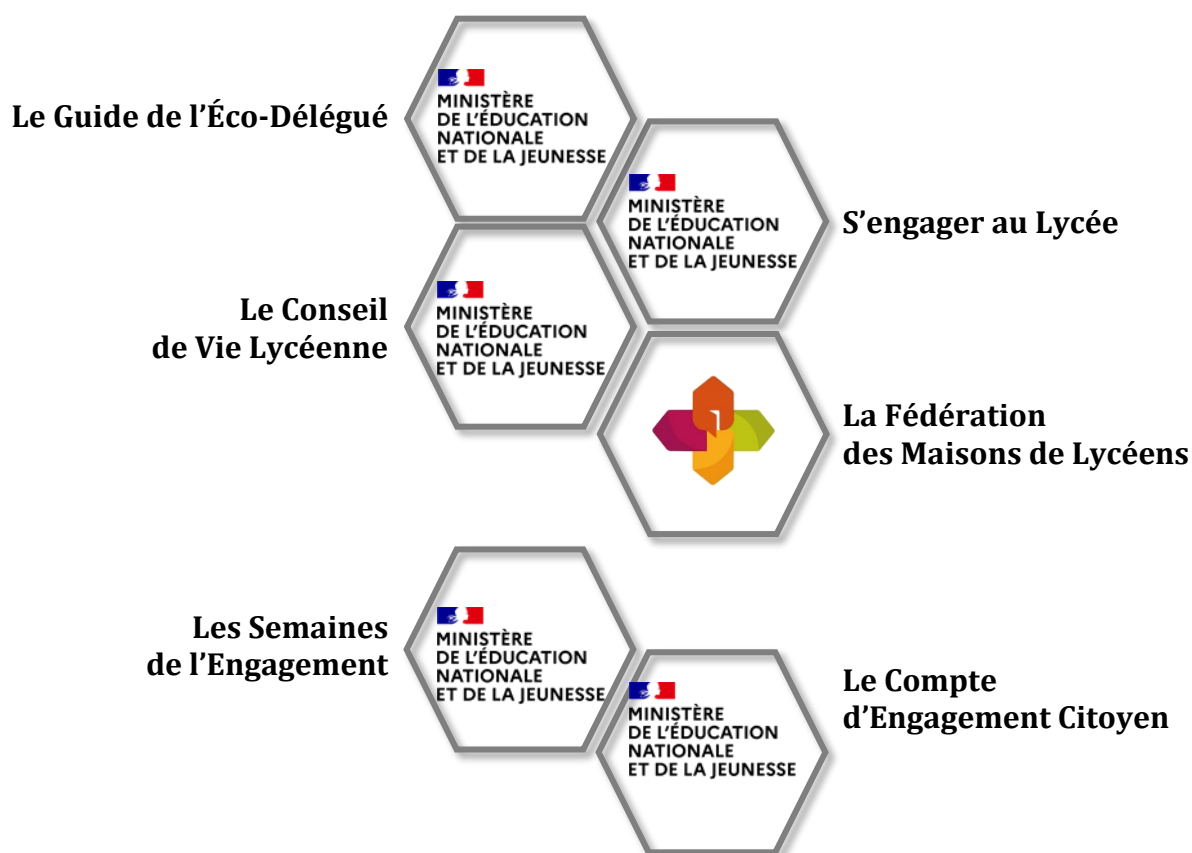 Le Guide de l’Éco-Délégué
MINISTÈRE
DE L’ÉDUCATION
NATIONALE
ET DE LA JEUNESSE
MINISTÈRE
DE L’ÉDUCATION
NATIONALE
ET DE LA JEUNESSE
S’engager au Lycée
Le Conseil
de Vie Lycéenne
MINISTÈRE
DE L’ÉDUCATION
NATIONALE
ET DE LA JEUNESSE
La Fédération
des Maisons de Lycéens
Les Semaines
de l’Engagement
MINISTÈRE
DE L’ÉDUCATION
NATIONALE
ET DE LA JEUNESSE
MINISTÈRE
DE L’ÉDUCATION
NATIONALE
ET DE LA JEUNESSE
Le Compte
d’Engagement Citoyen